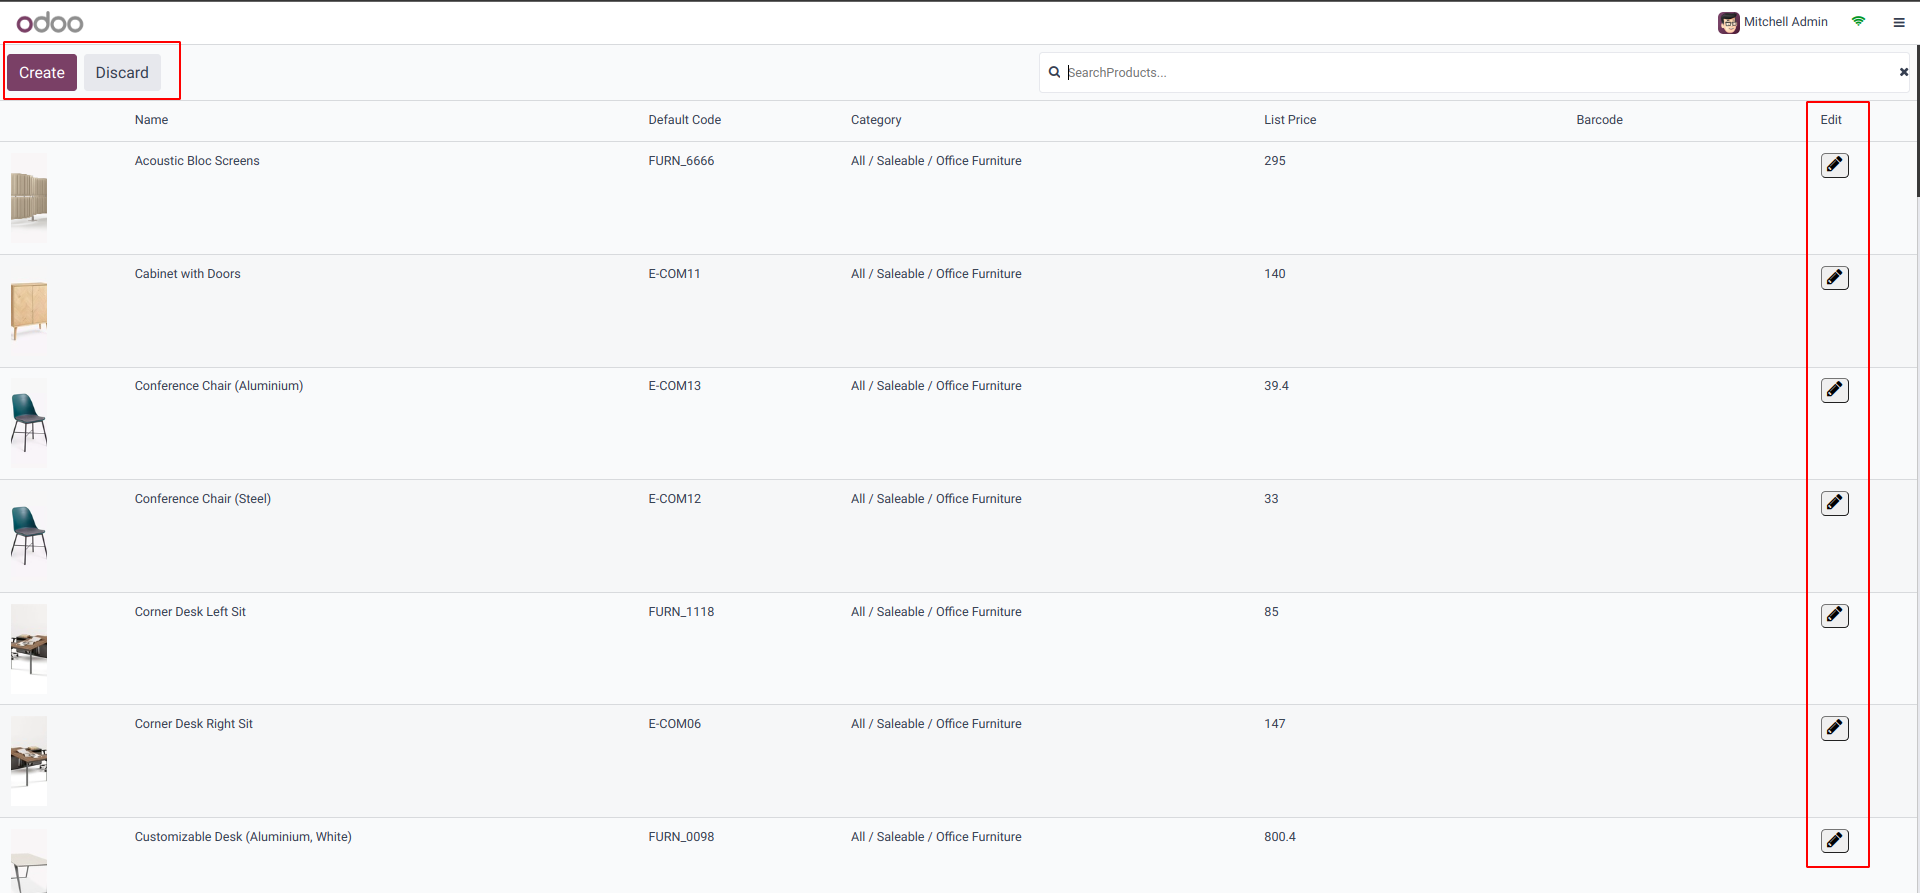 odoo
Mitchell Admin
Create Discard SearchProducts...
Name Default Code Category List Price Barcode Edit
Acoustic Bloc Screens FURN_6666 All / Saleable / Office Furniture 295
Cabinet with Doors E-COM11 All / Saleable / Office Furniture 140
Conference Chair (Aluminium) E-COM13 All / Saleable / Office Furniture 39.4
Conference Chair (Steel) E-COM12 All / Saleable / Office Furniture 33
Corner Desk Left Sit FURN_1118 All / Saleable / Office Furniture 85
Corner Desk Right Sit E-COM06 All / Saleable / Office Furniture 147
Customizable Desk (Aluminium, White) FURN_0098 All / Saleable / Office Furniture 800.4